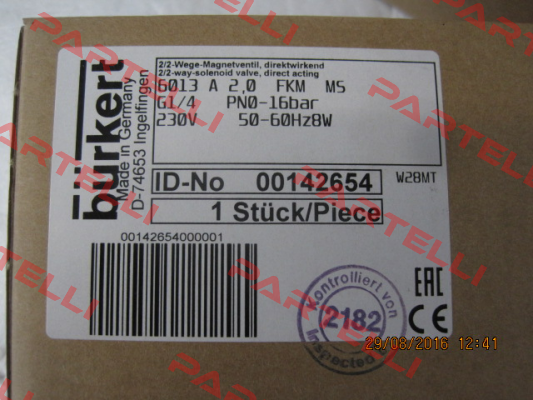 bürkert
Made in Germany
D-74653 Ingelfingen
2/2-Wege-Magnetventil, direktwirkend
2/2-way-solenoid valve, direct acting
6013 A 2,0 FKM MS
G1/4 PN0-16bar
230V 50-60Hz8W
ID-No 00142654
W28MT
1 Stück/Piece
00142654000001
Kontrolliert von
2182
Inspected
EAC
CE
29/08/2016 12:41
PARTELLI
PARTELLI
PARTELLI
PARTELLI
PARTELLI